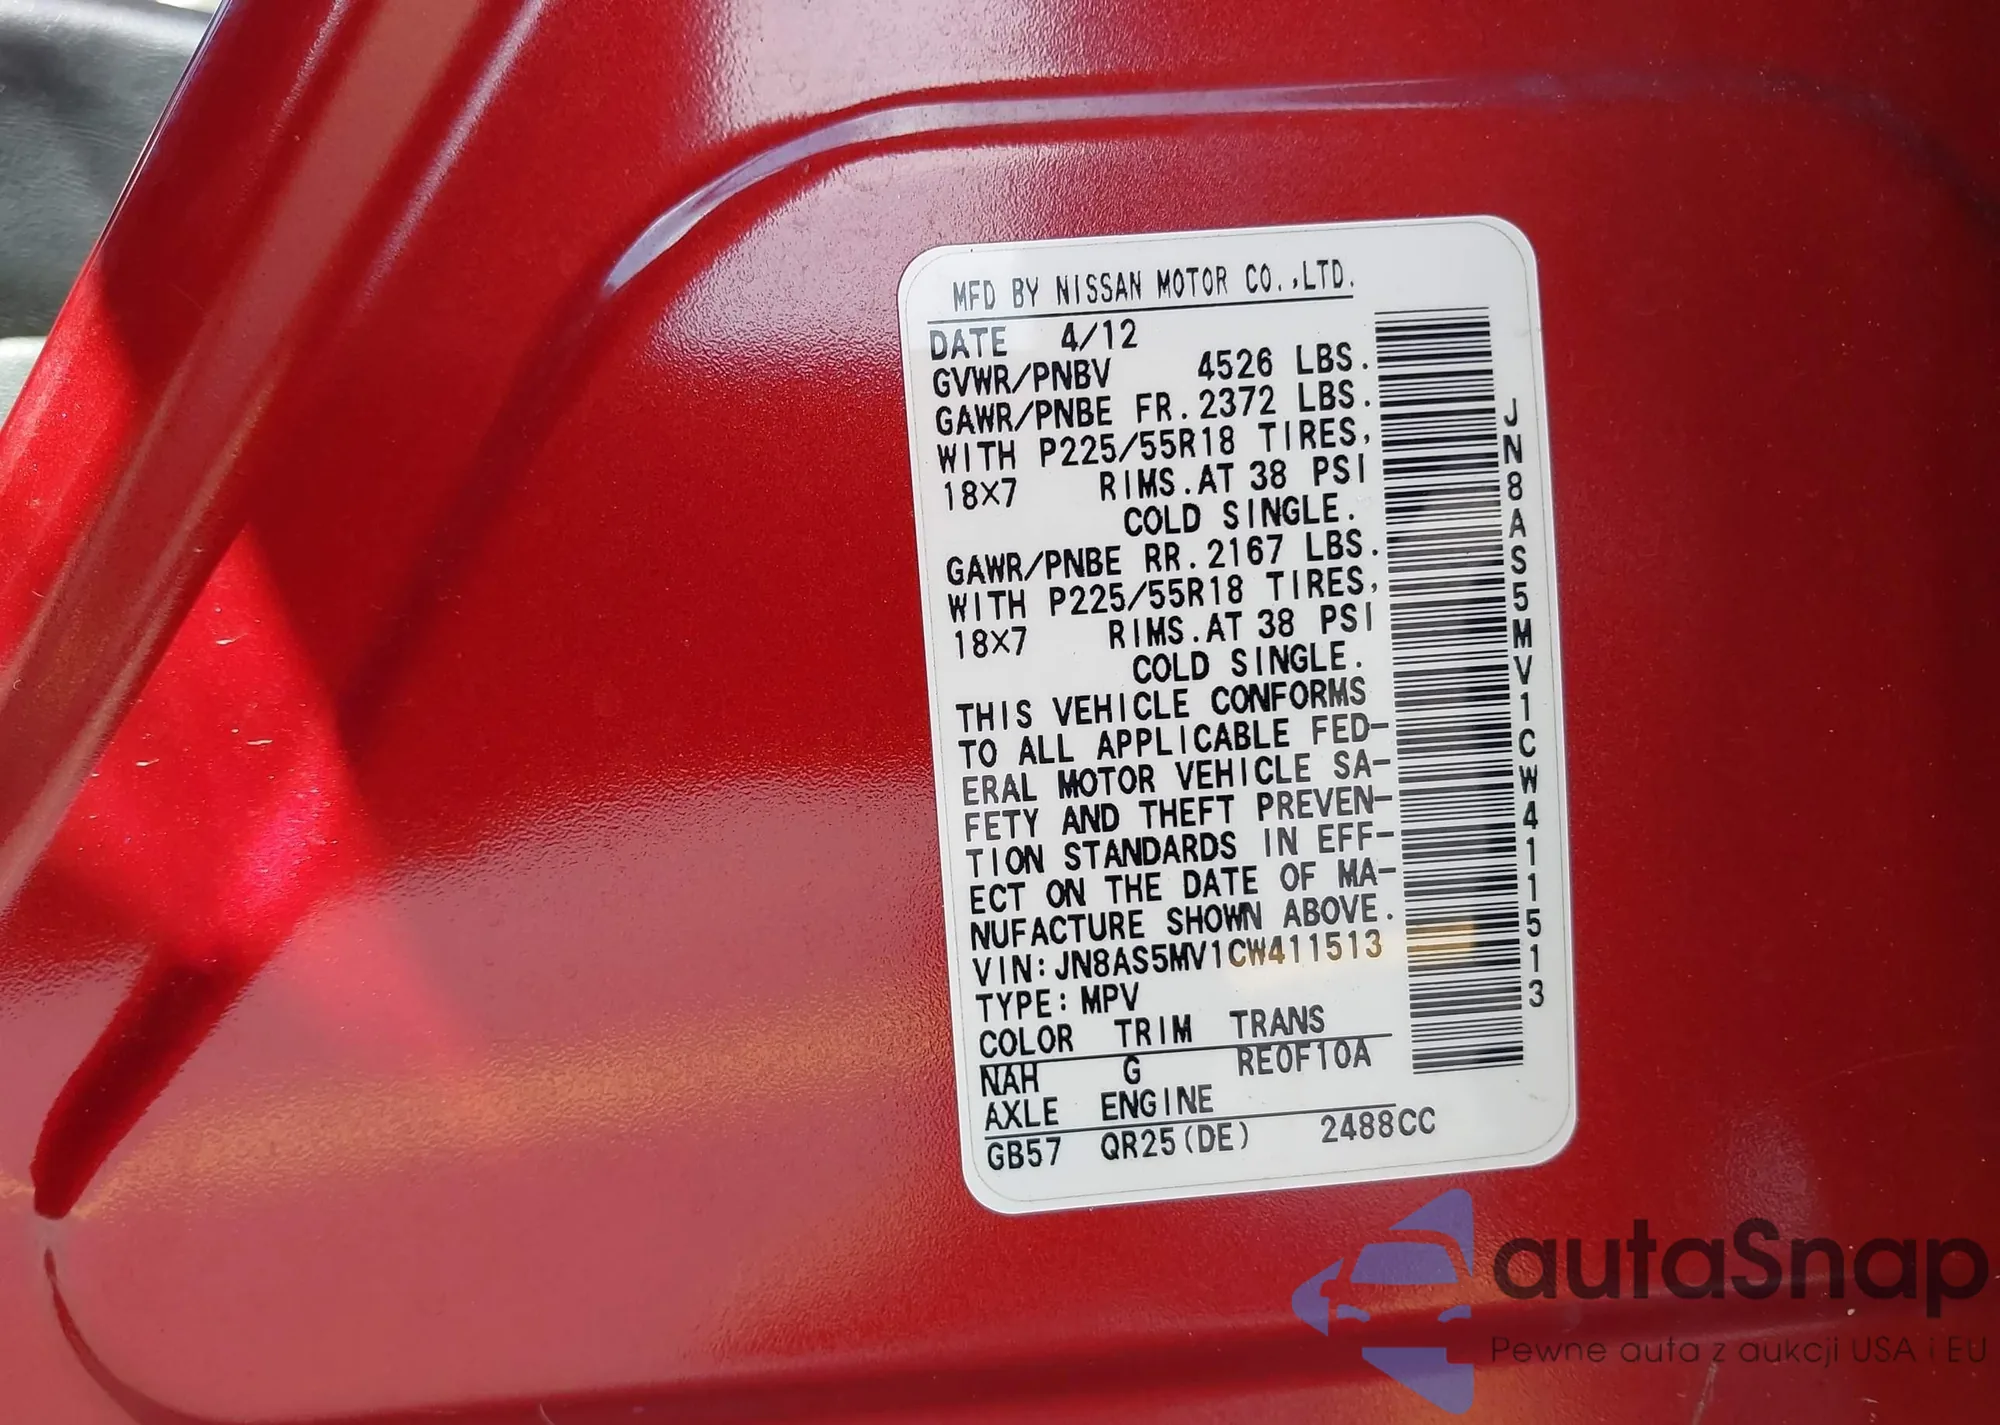 MFD BY NISSAN MOTOR CO.,LTD.
DATE 4/12
GVWR/PNBV 4526 LBS.
GAWR/PNBE FR.2372 LBS.
WITH P225/55R18 TIRES,
18X7 RIMS.AT 38 PSI
COLD SINGLE.
GAWR/PNBE RR.2167 LBS.
WITH P225/55R18 TIRES,
18X7 RIMS.AT 38 PSI
COLD SINGLE.
THIS VEHICLE CONFORMS
TO ALL APPLICABLE FED-
ERAL MOTOR VEHICLE SA-
FETY AND THEFT PREVEN-
TION STANDARDS IN EFF-
ECT ON THE DATE OF MA-
NUFACTURE SHOWN ABOVE.
VIN:JN8AS5MV1CW411513
TYPE:MPV
COLOR TRIM TRANS
NAH G RE0F10A
AXLE ENGINE
GB57 QR25(DE) 2488CC
JN8AS5MV1CW411513
autaSnap
Pewne auta z aukcji USA i EU